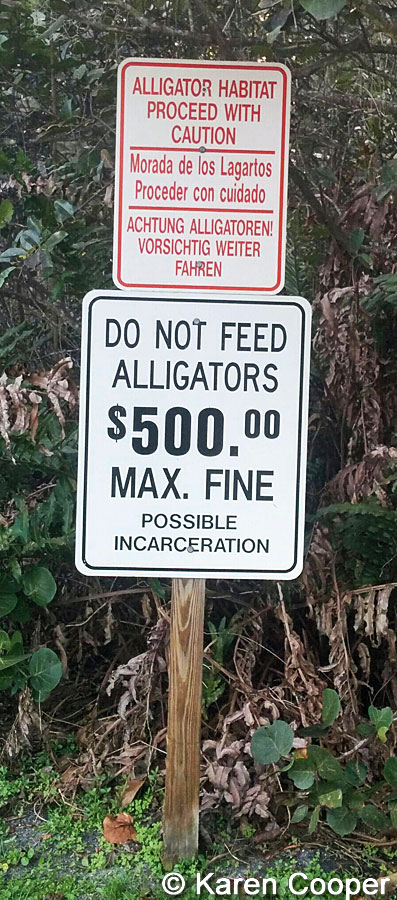 ALLIGATOR HABITAT
PROCEED WITH
CAUTION
Morada de los Lagartos
Proceder con cuidado
ACHTUNG ALLIGATOREN!
VORSICHTIG WEITER
FAHREN
DO NOT FEED
ALLIGATORS
$500.00
MAX. FINE
POSSIBLE
INCARCERATION
© Karen Cooper